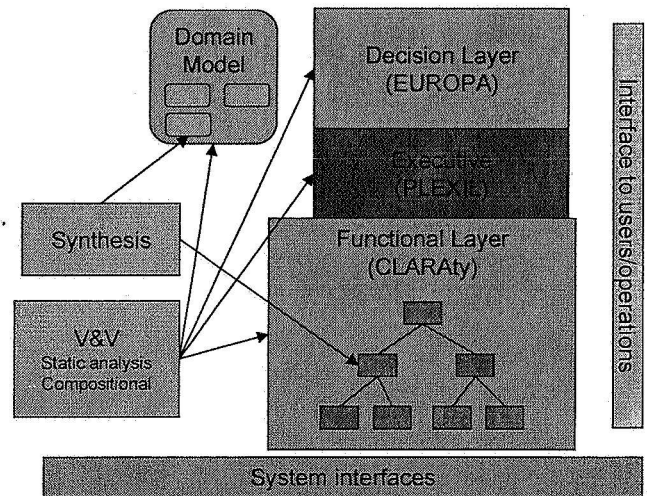 Domain
Model
Decision Layer
(EUROPA)
Executive
(PLEXIL)
Synthesis
Functional Layer
(CLARAty)
V&V
Static analysis
Compositional
Interface to users/operations
System interfaces